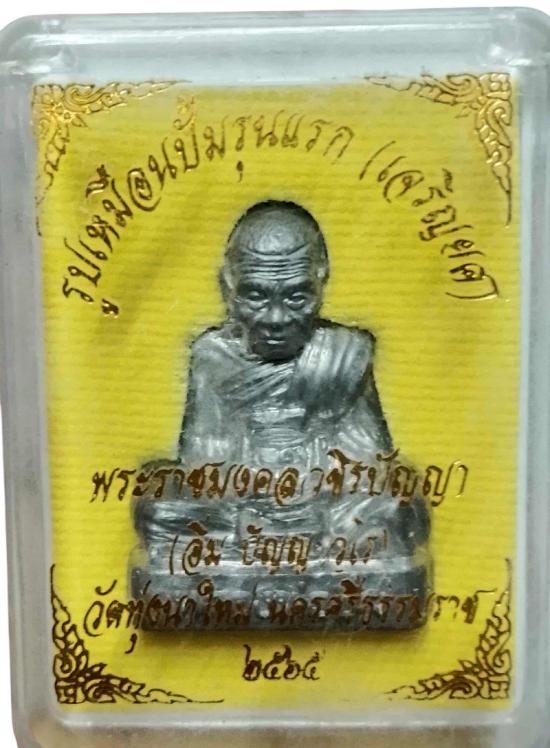 รูปเหมือนปั๊มรุ่นแรก (เจริญยศ)
พระราชมงคลวชิรปัญญา
(อิ่ม ปัญญาวุโธ)
วัดทุ่งนาใหม่ นครศรีธรรมราช
๒๕๖๕